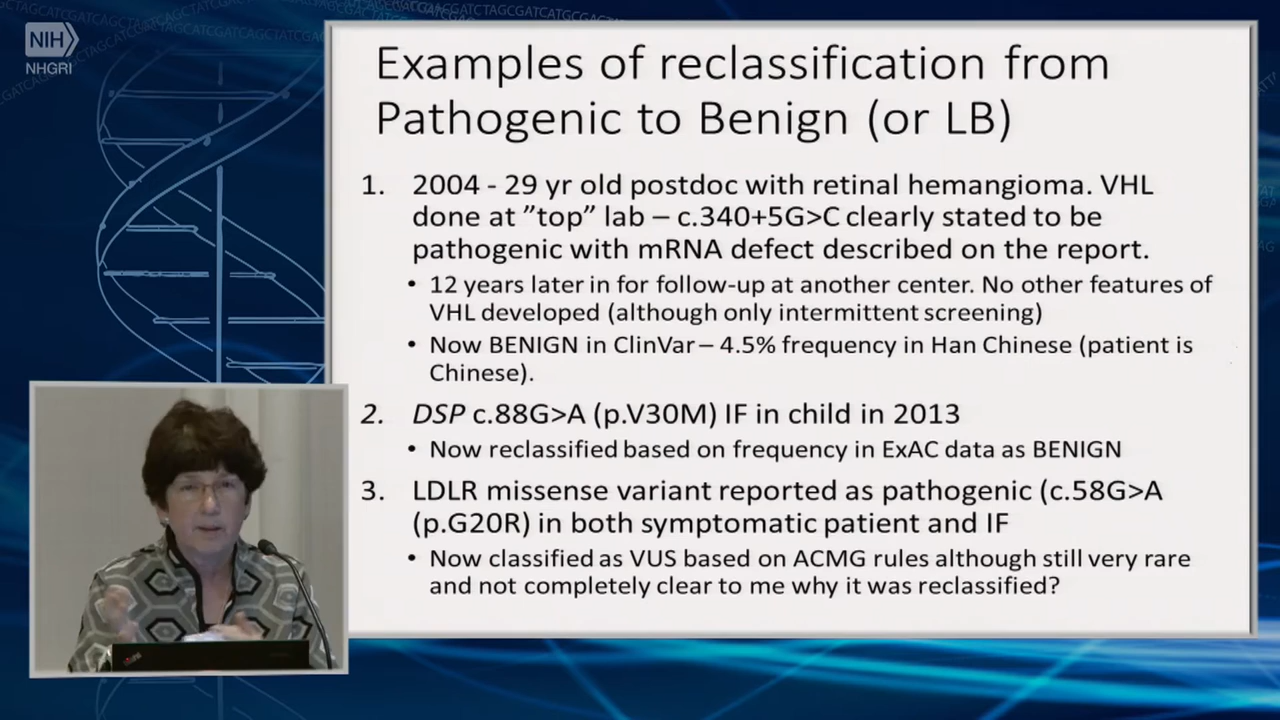 NIH
NHGRI
Examples of reclassification from
Pathogenic to Benign (or LB)
1. 2004 - 29 yr old postdoc with retinal hemangioma. VHL
done at ”top” lab – c.340+5G>C clearly stated to be
pathogenic with mRNA defect described on the report.
• 12 years later in for follow-up at another center. No other features of
VHL developed (although only intermittent screening)
• Now BENIGN in ClinVar – 4.5% frequency in Han Chinese (patient is
Chinese).
2. DSP c.88G>A (p.V30M) IF in child in 2013
• Now reclassified based on frequency in ExAC data as BENIGN
3. LDLR missense variant reported as pathogenic (c.58G>A
(p.G20R) in both symptomatic patient and IF
• Now classified as VUS based on ACMG rules although still very rare
and not completely clear to me why it was reclassified?